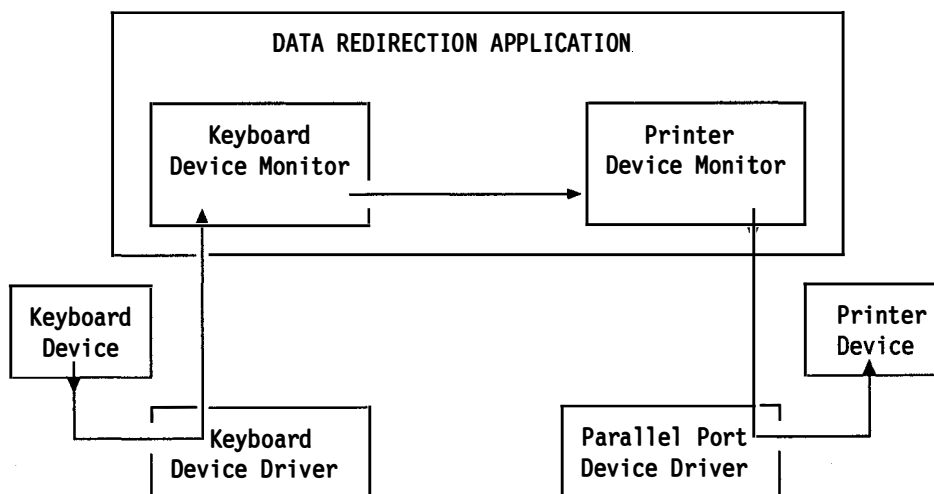 DATA REDIRECTION APPLICATION
Keyboard
Device Monitor
Printer
Device Monitor
Keyboard
Device
Printer
Device
Keyboard
Device Driver
Parallel Port
Device Driver